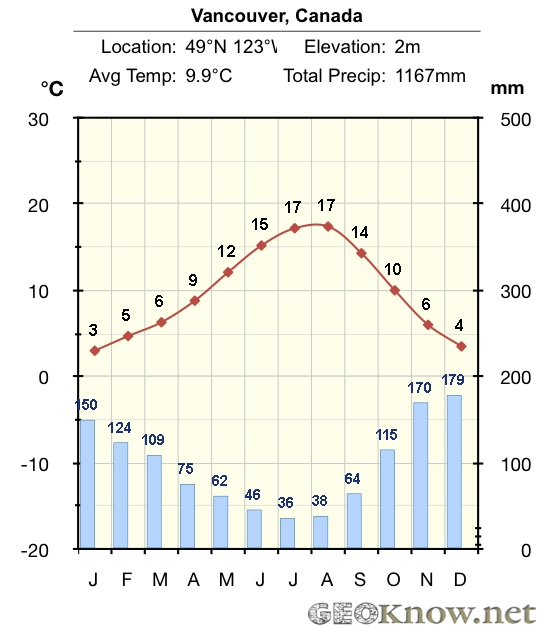 Vancouver, Canada
Location: 49°N 123°W Elevation: 2m
Avg Temp: 9.9°C Total Precip: 1167mm
°C mm
30 500
20 400
10 300
0 200
-10 100
-20 0
3 5 6 9 12 15 17 17 14 10 6 4
150 124 109 75 62 46 36 38 64 115 170 179
J F M A M J J A S O N D
GEOKnow.net